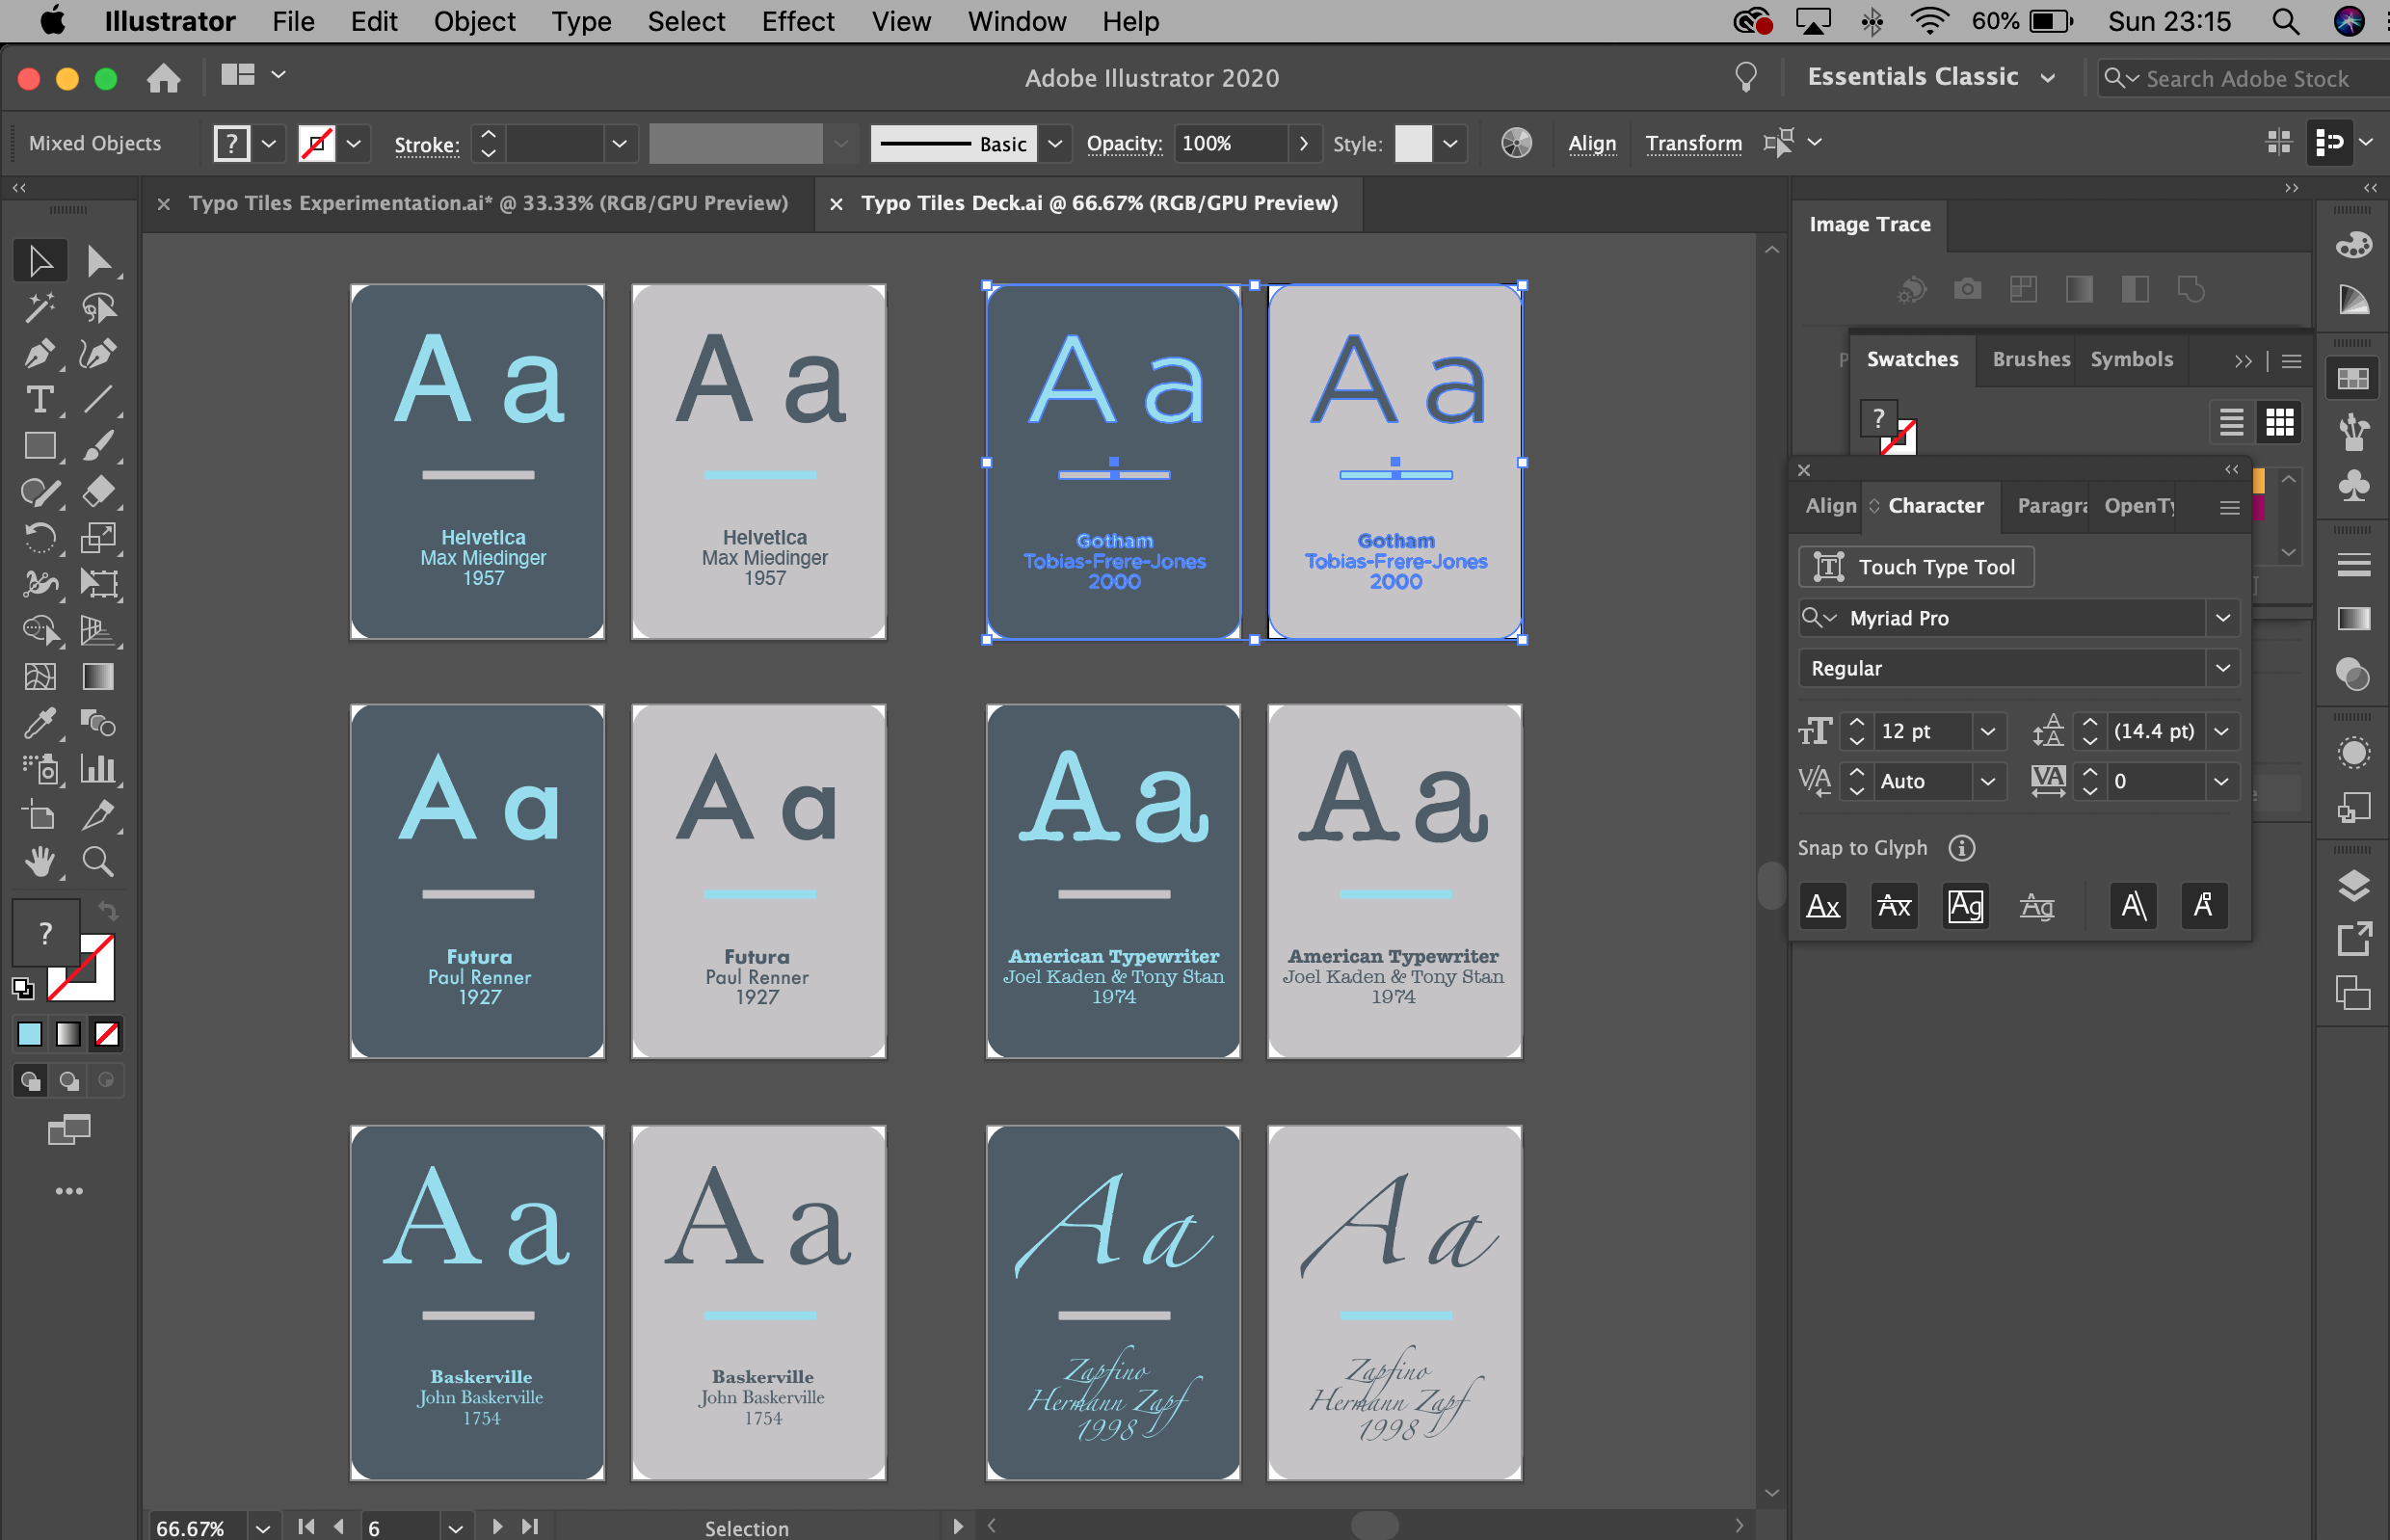 Illustrator File Edit Object Type Select Effect View Window Help 60% Sun 23:15
Adobe Illustrator 2020 Essentials Classic Search Adobe Stock
Mixed Objects ? Stroke: Basic Opacity: 100% Style: Align Transform
Typo Tiles Experimentation.ai* @ 33.33% (RGB/GPU Preview) Typo Tiles Deck.ai @ 66.67% (RGB/GPU Preview)
Image Trace
Swatches Brushes Symbols
?
Align Character Paragra OpenTy
Touch Type Tool
Myriad Pro
Regular
12 pt (14.4 pt)
Auto 0
Snap to Glyph
Ax Ax Ag Ag A A
A a
Helvetica
Max Miedinger
1957
A a
Helvetica
Max Miedinger
1957
A a
Gotham
Tobias-Frere-Jones
2000
A a
Gotham
Tobias-Frere-Jones
2000
A a
Futura
Paul Renner
1927
A a
Futura
Paul Renner
1927
A a
American Typewriter
Joel Kaden & Tony Stan
1974
A a
American Typewriter
Joel Kaden & Tony Stan
1974
A a
Baskerville
John Baskerville
1754
A a
Baskerville
John Baskerville
1754
A a
Zapfino
Hermann Zapf
1998
A a
Zapfino
Hermann Zapf
1998
?
66.67% 6 Selection